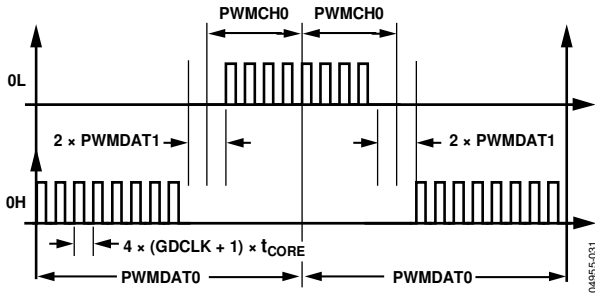 PWMCH0 PWMCH0
0L
2 × PWMDAT1 2 × PWMDAT1
0H
4 × (GDCLK + 1) × tCORE
PWMDAT0 PWMDAT0
04955-031